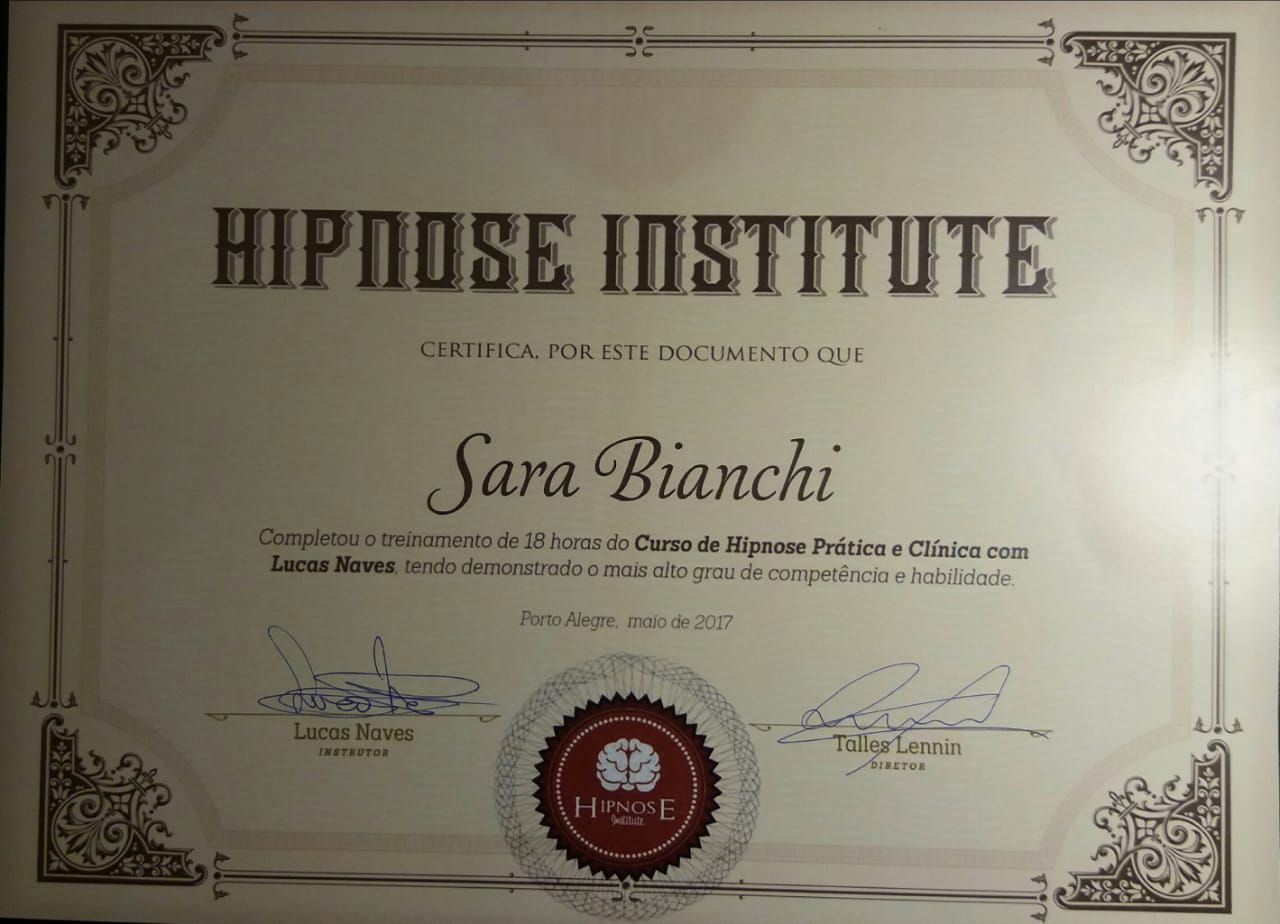 HIPNOSE INSTITUTE
CERTIFICA, POR ESTE DOCUMENTO QUE
Sara Bianchi
Completou o treinamento de 18 horas do Curso de Hipnose Prática e Clínica com
Lucas Naves, tendo demonstrado o mais alto grau de competência e habilidade.
Porto Alegre, maio de 2017
Lucas Naves
INSTRUTOR
Talles Lennin
DIRETOR
HIPNOSE
Institute